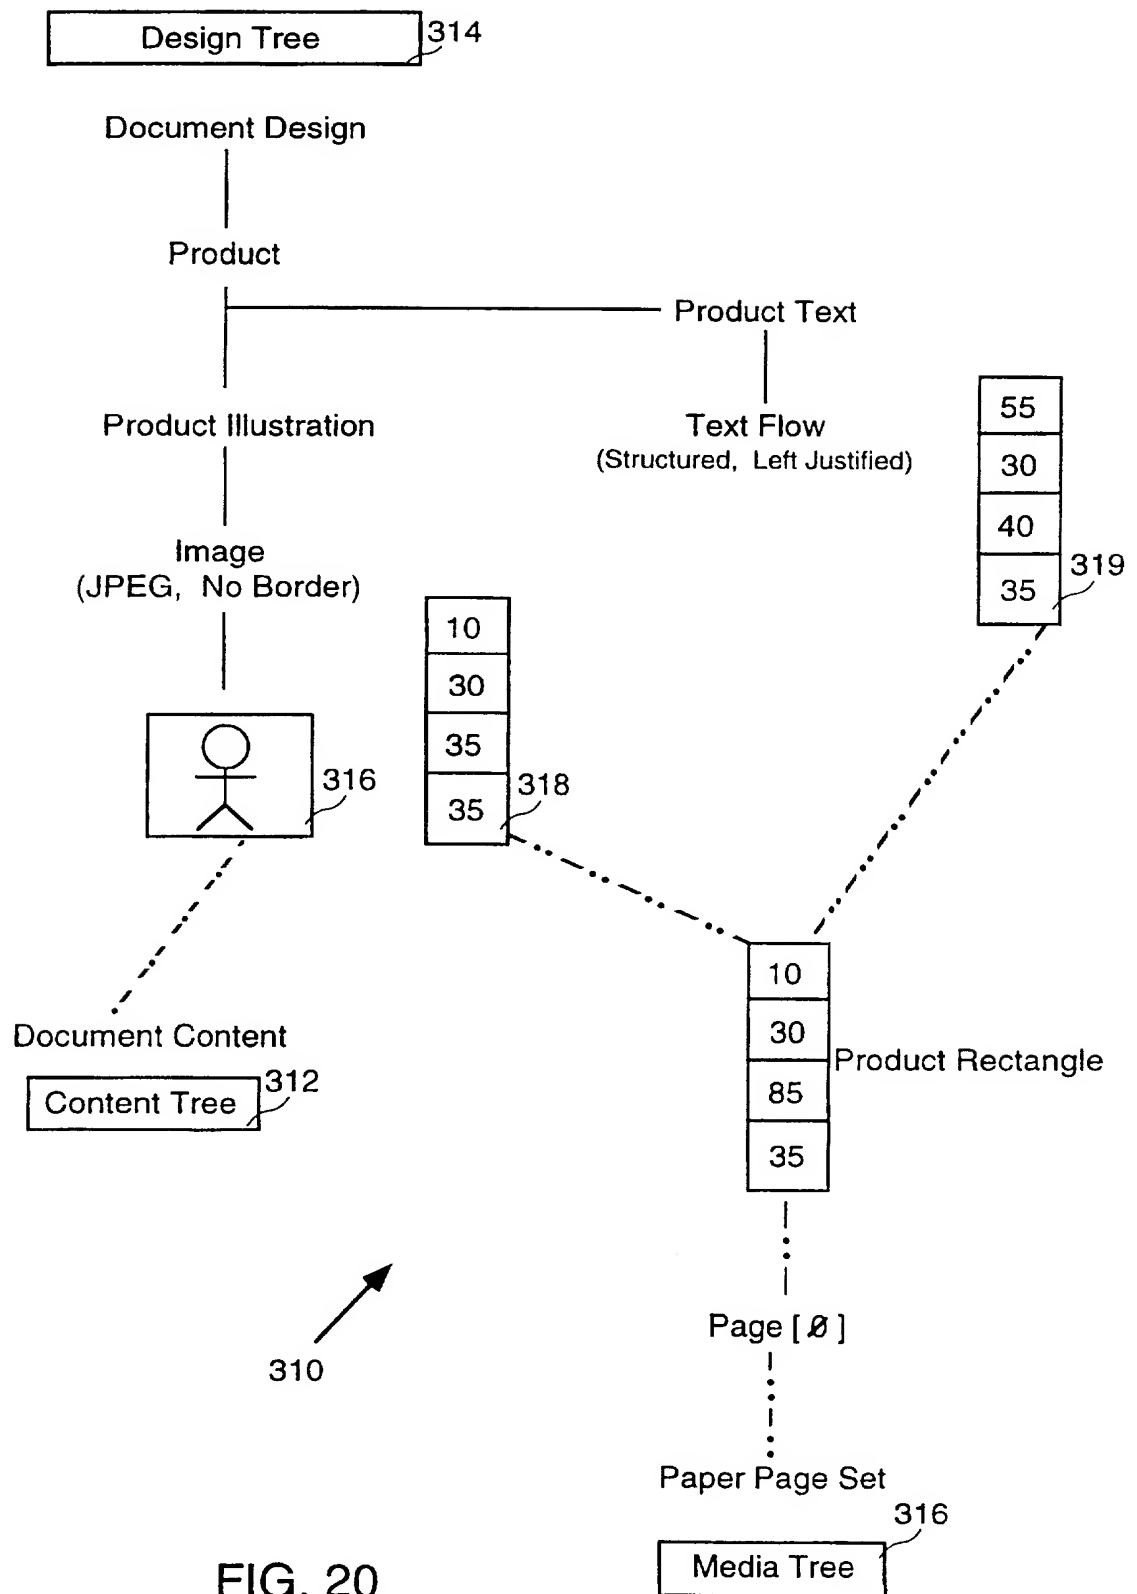 Design Tree
314
Document Design
Product
Product Text
Product Illustration
Text Flow
(Structured, Left Justified)
55
30
40
35
319
Image
(JPEG, No Border)
10
30
35
35
318
316
Document Content
312
Content Tree
10
30
85
35
Product Rectangle
310
Page [ Ø ]
Paper Page Set
316
Media Tree
FIG. 20